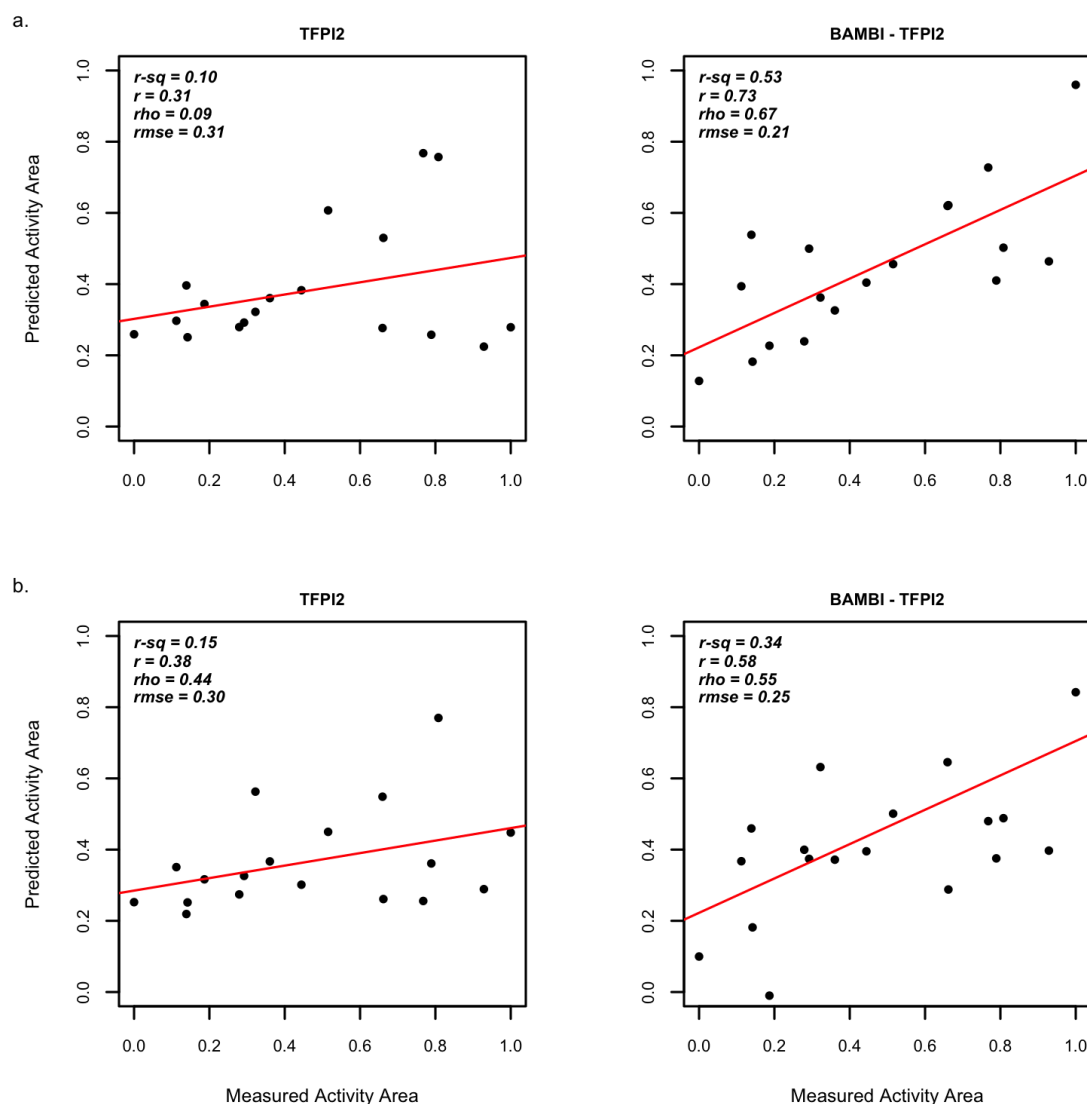 a.
TFPI2
r-sq = 0.10
r = 0.31
rho = 0.09
rmse = 0.31
Predicted Activity Area
1.0
0.8
0.6
0.4
0.2
0.0
0.0 0.2 0.4 0.6 0.8 1.0
BAMBI - TFPI2
r-sq = 0.53
r = 0.73
rho = 0.67
rmse = 0.21
1.0
0.8
0.6
0.4
0.2
0.0
0.0 0.2 0.4 0.6 0.8 1.0
b.
TFPI2
r-sq = 0.15
r = 0.38
rho = 0.44
rmse = 0.30
Predicted Activity Area
1.0
0.8
0.6
0.4
0.2
0.0
0.0 0.2 0.4 0.6 0.8 1.0
Measured Activity Area
BAMBI - TFPI2
r-sq = 0.34
r = 0.58
rho = 0.55
rmse = 0.25
1.0
0.8
0.6
0.4
0.2
0.0
0.0 0.2 0.4 0.6 0.8 1.0
Measured Activity Area